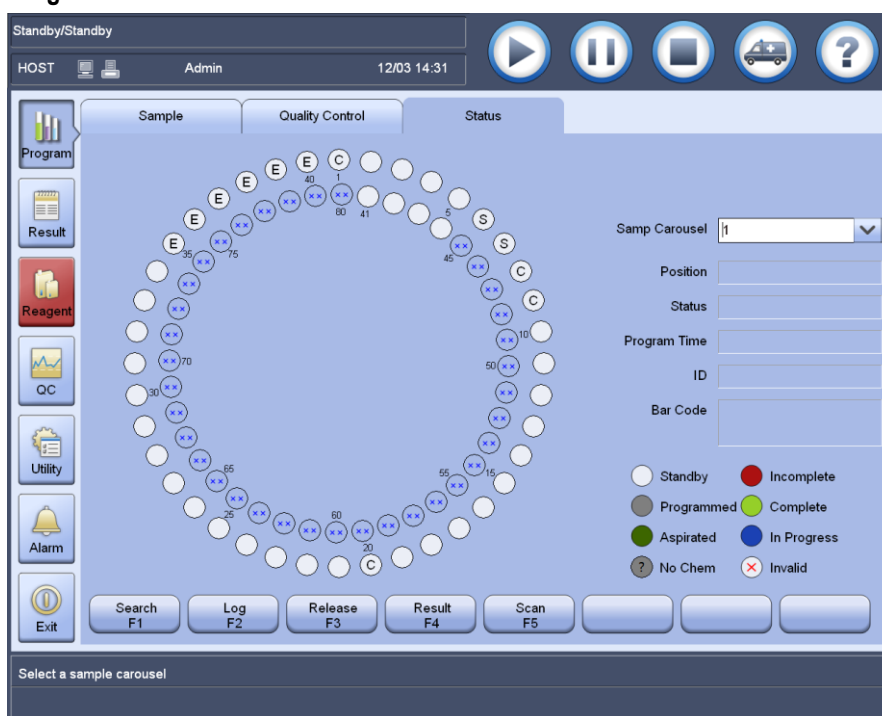 Standby/Standby
HOST Admin 12/03 14:31
?
Sample Quality Control Status
Program
Result
Reagent
QC
Utility
Alarm
Exit
E E E E E E C
S S C C
C
40 1
80 41
5
45
10
50
15
55
20
60
25
65
30
70
35
75
Samp Carousel 1
Position
Status
Program Time
ID
Bar Code
Standby Incomplete
Programmed Complete
Aspirated In Progress
? No Chem Invalid
Search F1
Log F2
Release F3
Result F4
Scan F5
Select a sample carousel